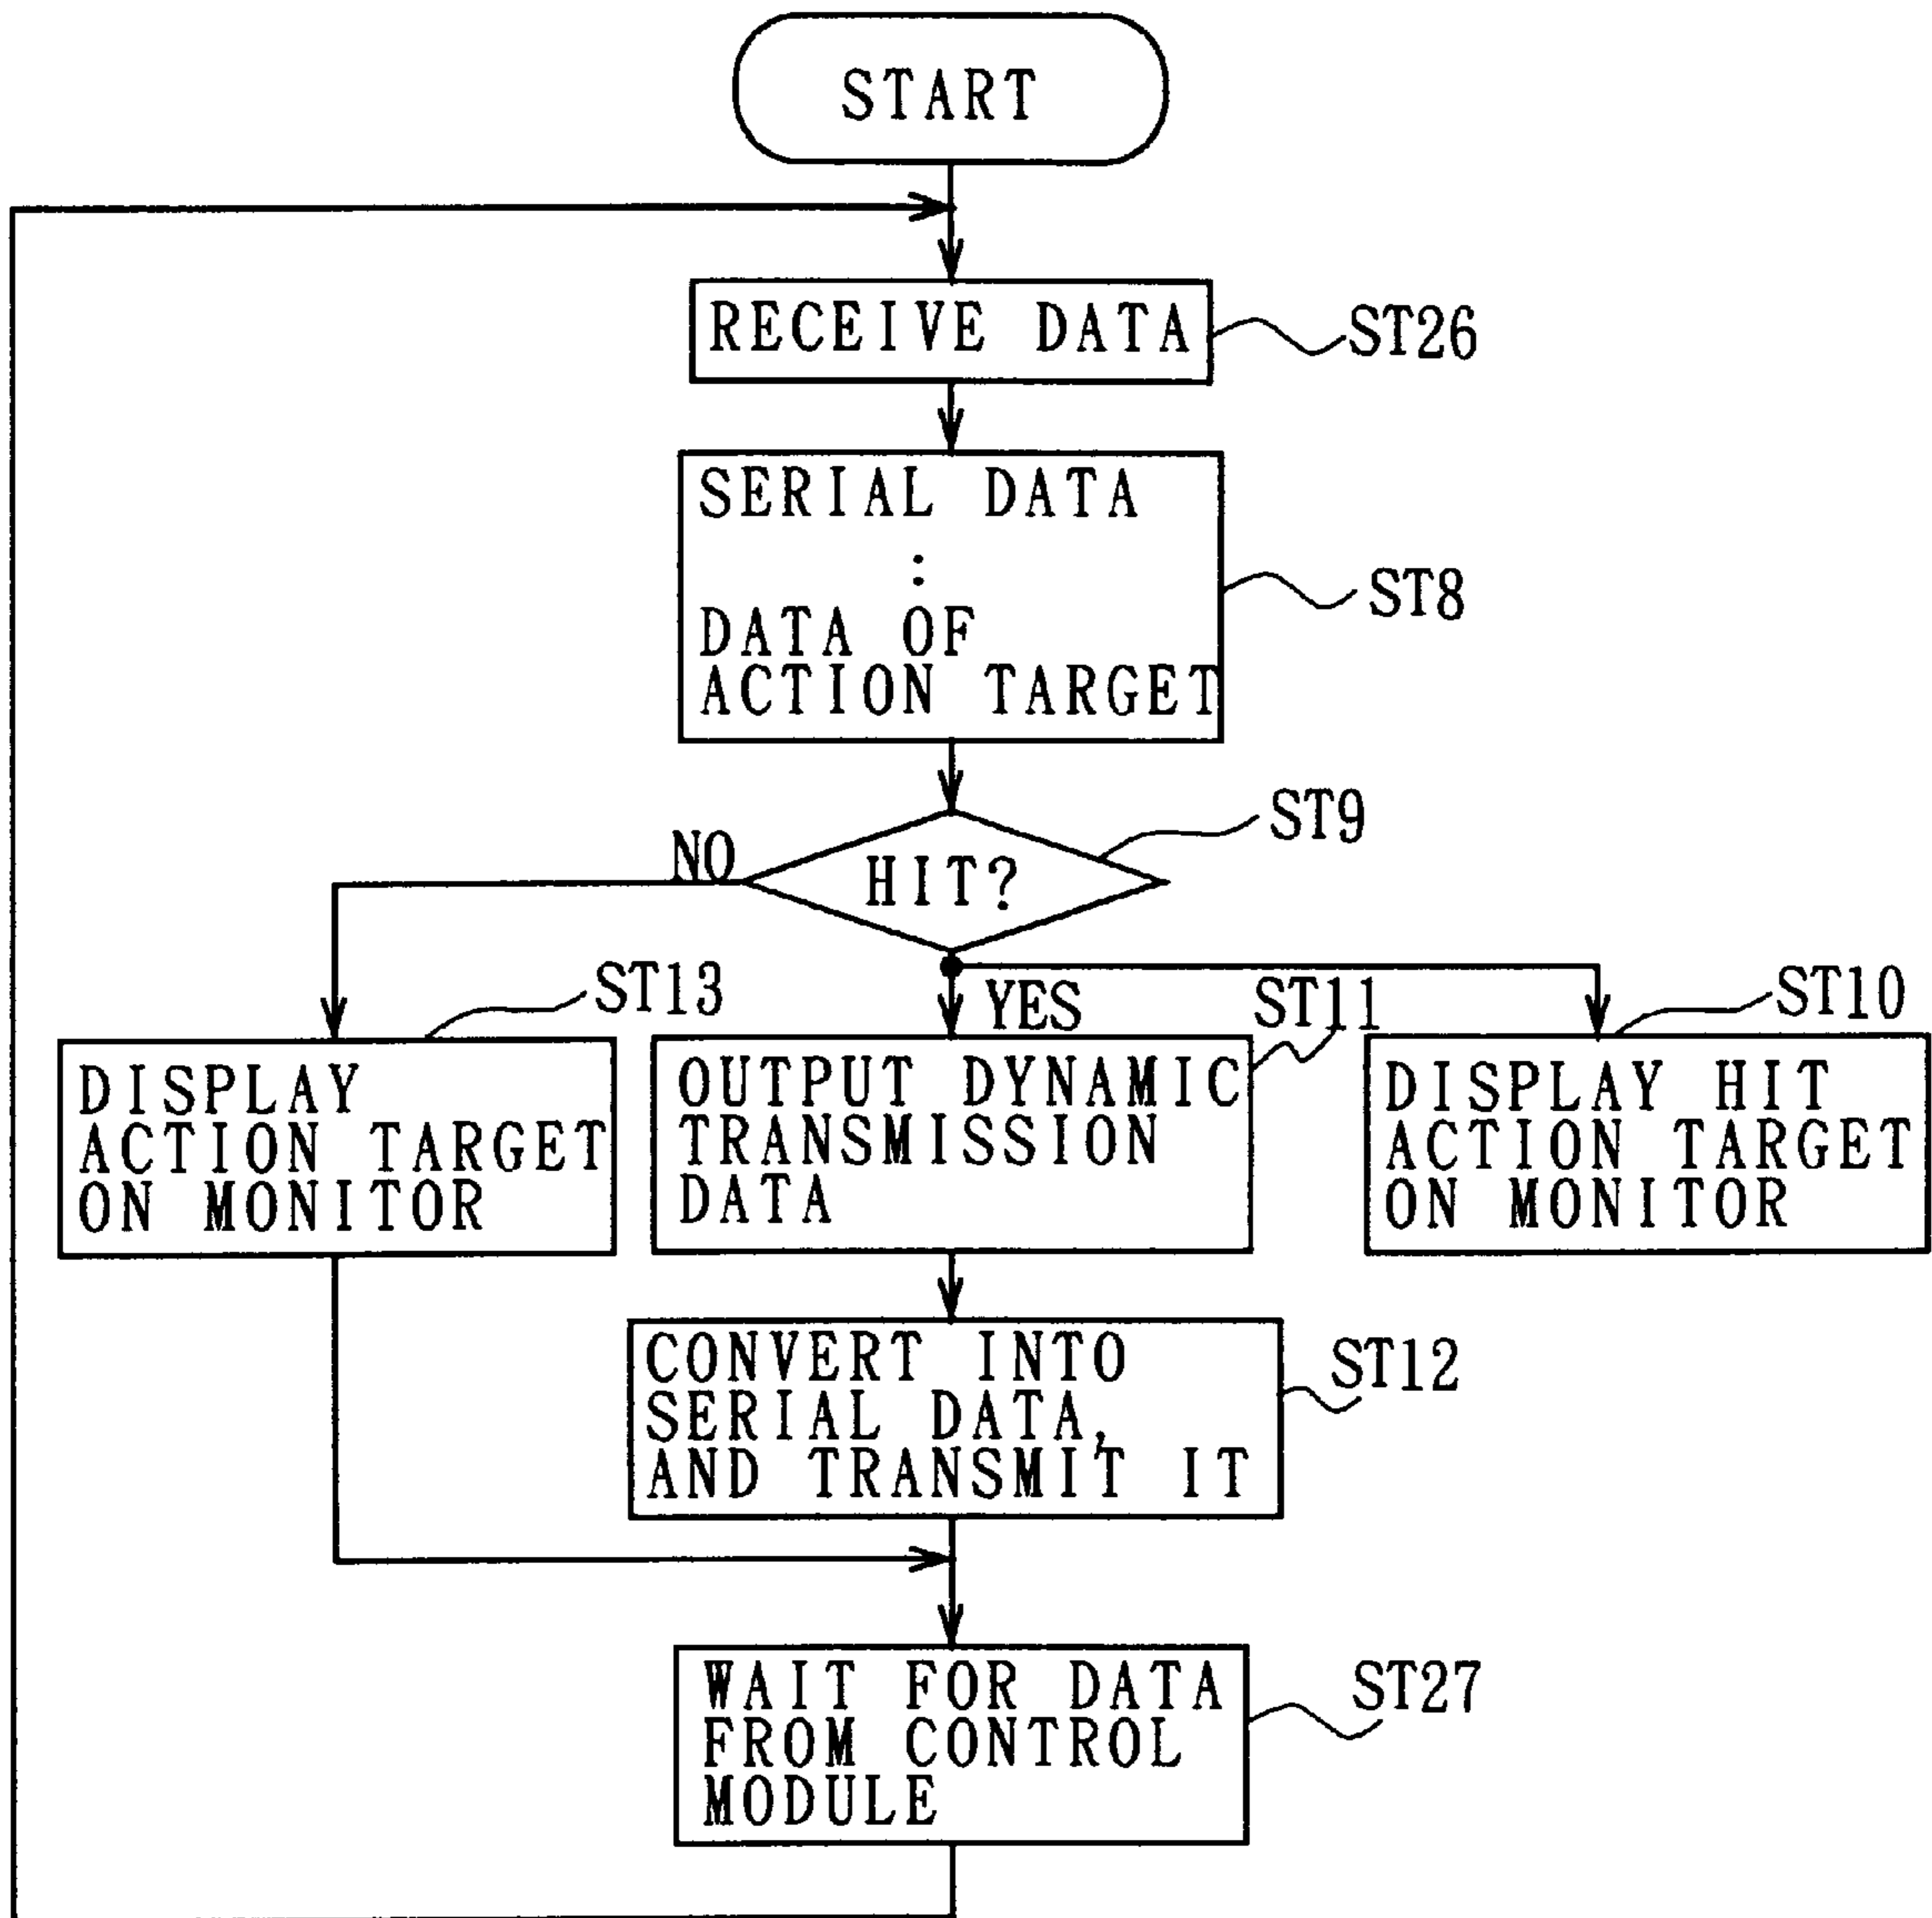 START
RECEIVE DATA
ST26
SERIAL DATA
:
DATA OF
ACTION TARGET
ST8
HIT?
ST9
NO
YES
ST13
DISPLAY
ACTION TARGET
ON MONITOR
ST11
OUTPUT DYNAMIC
TRANSMISSION
DATA
ST10
DISPLAY HIT
ACTION TARGET
ON MONITOR
CONVERT INTO
SERIAL DATA,
AND TRANSMIT IT
ST12
WAIT FOR DATA
FROM CONTROL
MODULE
ST27